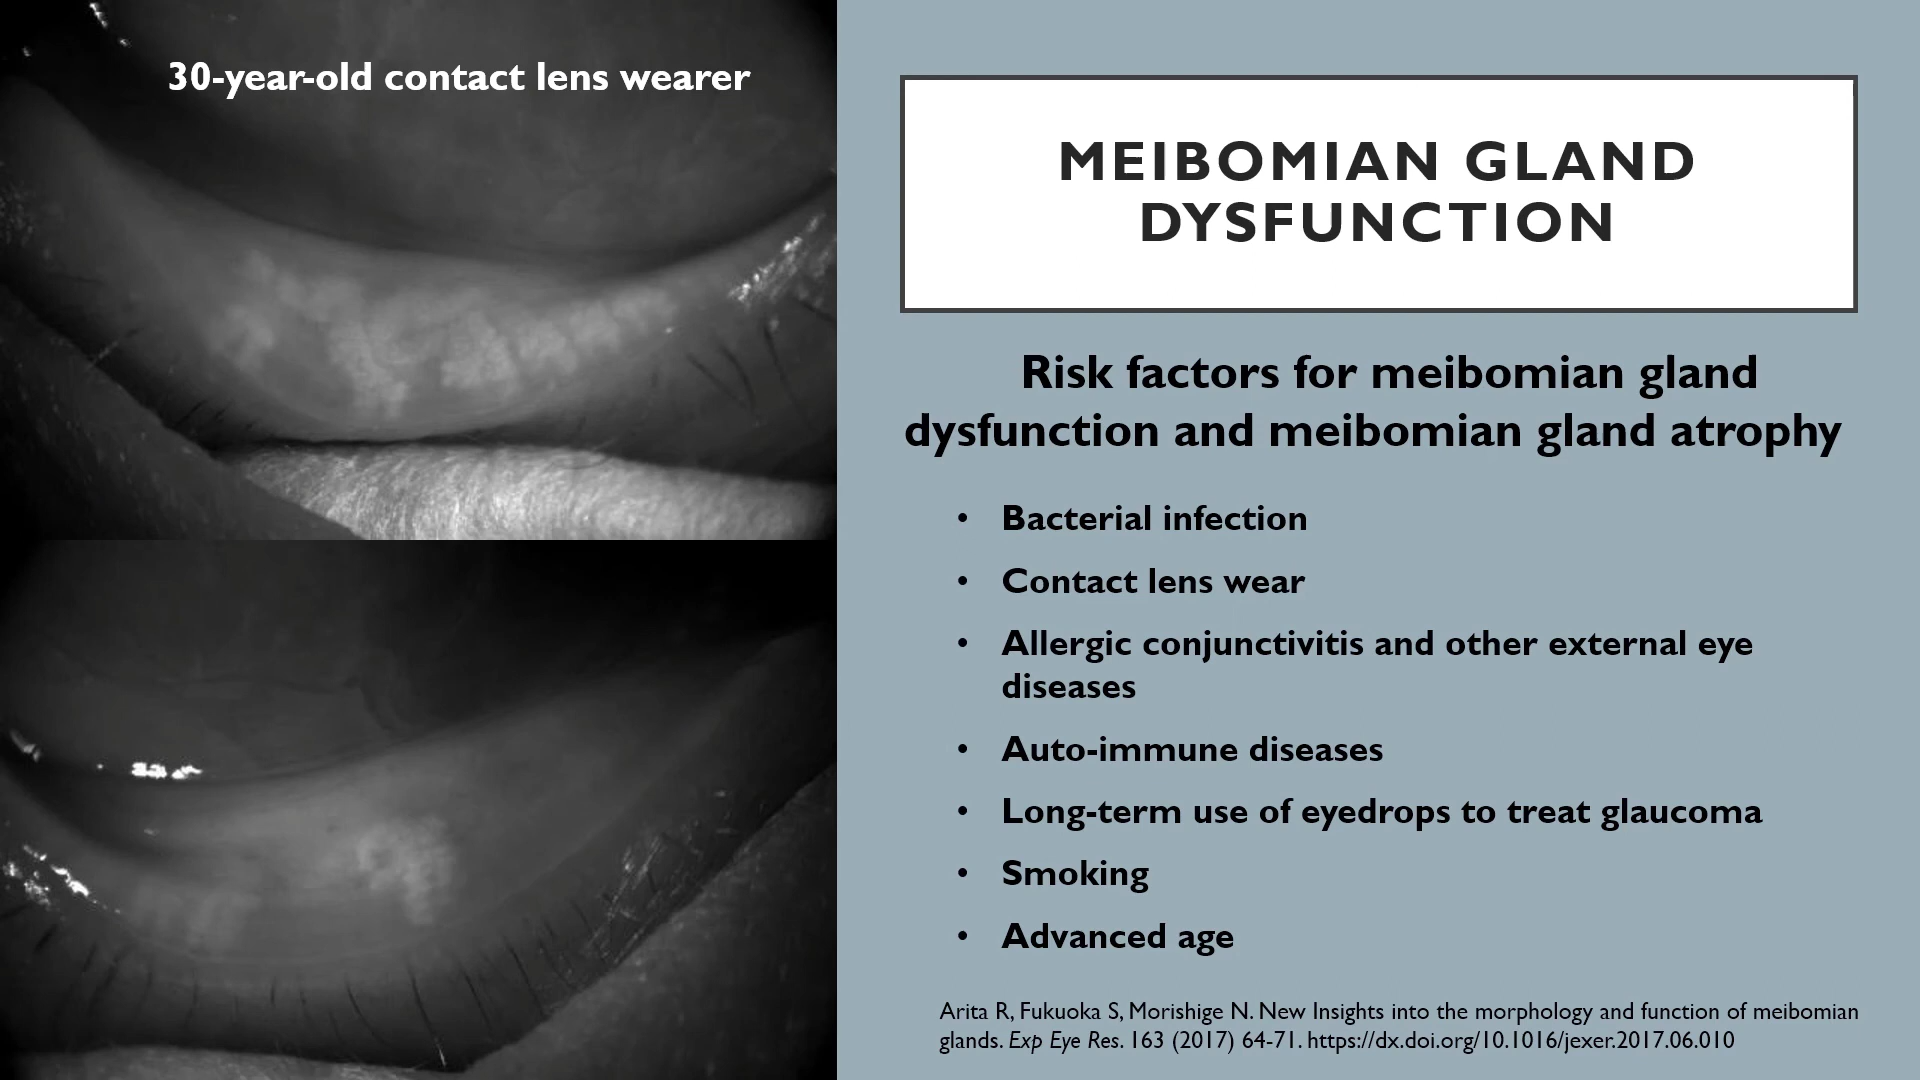 30-year-old contact lens wearer
MEIBOMIAN GLAND
DYSFUNCTION
Risk factors for meibomian gland
dysfunction and meibomian gland atrophy
• Bacterial infection
• Contact lens wear
• Allergic conjunctivitis and other external eye
diseases
• Auto-immune diseases
• Long-term use of eyedrops to treat glaucoma
• Smoking
• Advanced age
Arita R, Fukuoka S, Morishige N. New Insights into the morphology and function of meibomian
glands. Exp Eye Res. 163 (2017) 64-71. https://dx.doi.org/10.1016/jexer.2017.06.010